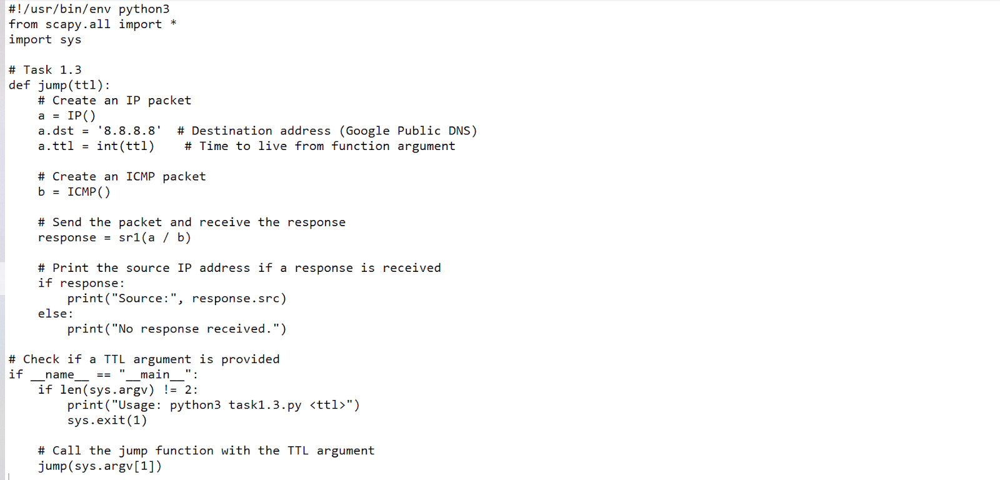 #!/usr/bin/env python3
from scapy.all import *
import sys

# Task 1.3
def jump(ttl):
    # Create an IP packet
    a = IP()
    a.dst = '8.8.8.8'  # Destination address (Google Public DNS)
    a.ttl = int(ttl)    # Time to live from function argument

    # Create an ICMP packet
    b = ICMP()

    # Send the packet and receive the response
    response = sr1(a / b)

    # Print the source IP address if a response is received
    if response:
        print("Source:", response.src)
    else:
        print("No response received.")

# Check if a TTL argument is provided
if __name__ == "__main__":
    if len(sys.argv) != 2:
        print("Usage: python3 task1.3.py <ttl>")
        sys.exit(1)

    # Call the jump function with the TTL argument
    jump(sys.argv[1])